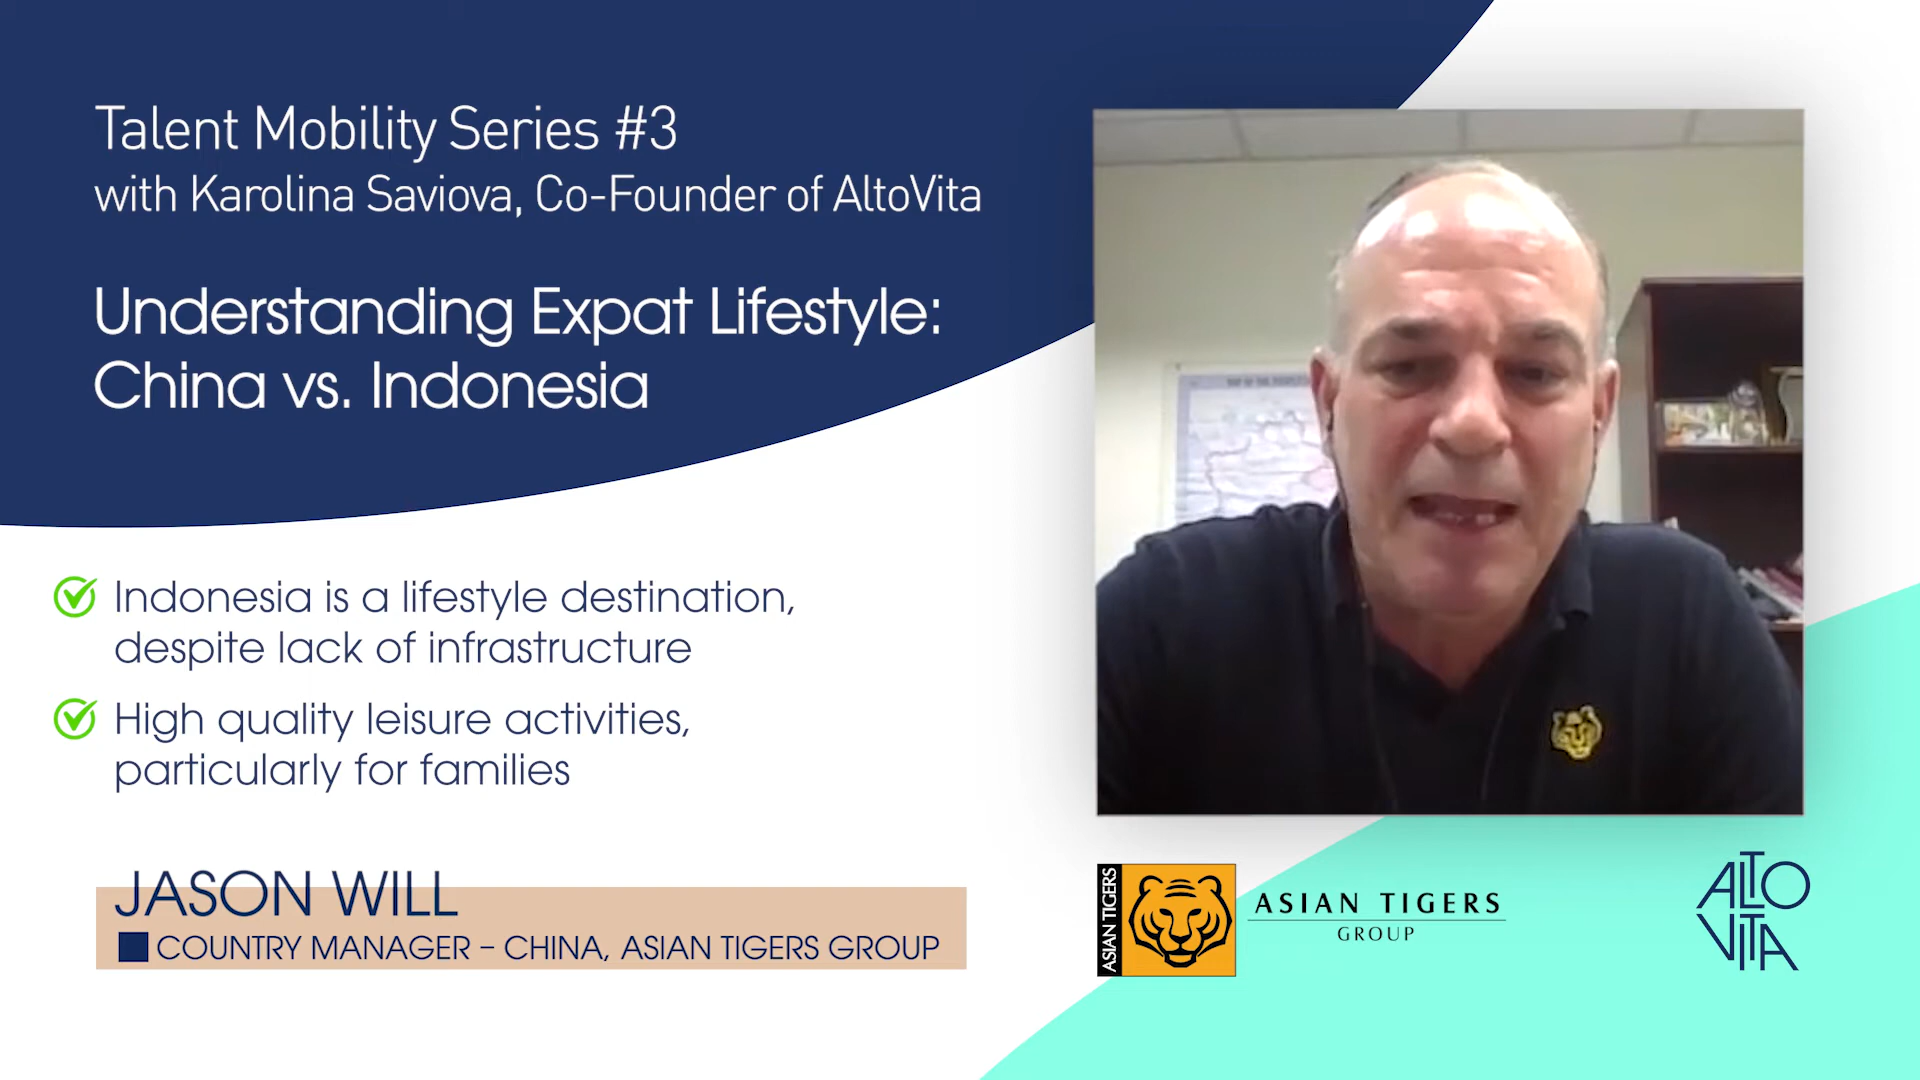 Talent Mobility Series #3
with Karolina Saviova, Co-Founder of AltoVita
Understanding Expat Lifestyle:
China vs. Indonesia
Indonesia is a lifestyle destination,
despite lack of infrastructure
High quality leisure activities,
particularly for families
JASON WILL
COUNTRY MANAGER – CHINA, ASIAN TIGERS GROUP
ASIAN TIGERS
ASIAN TIGERS
GROUP
ALTO
VITA